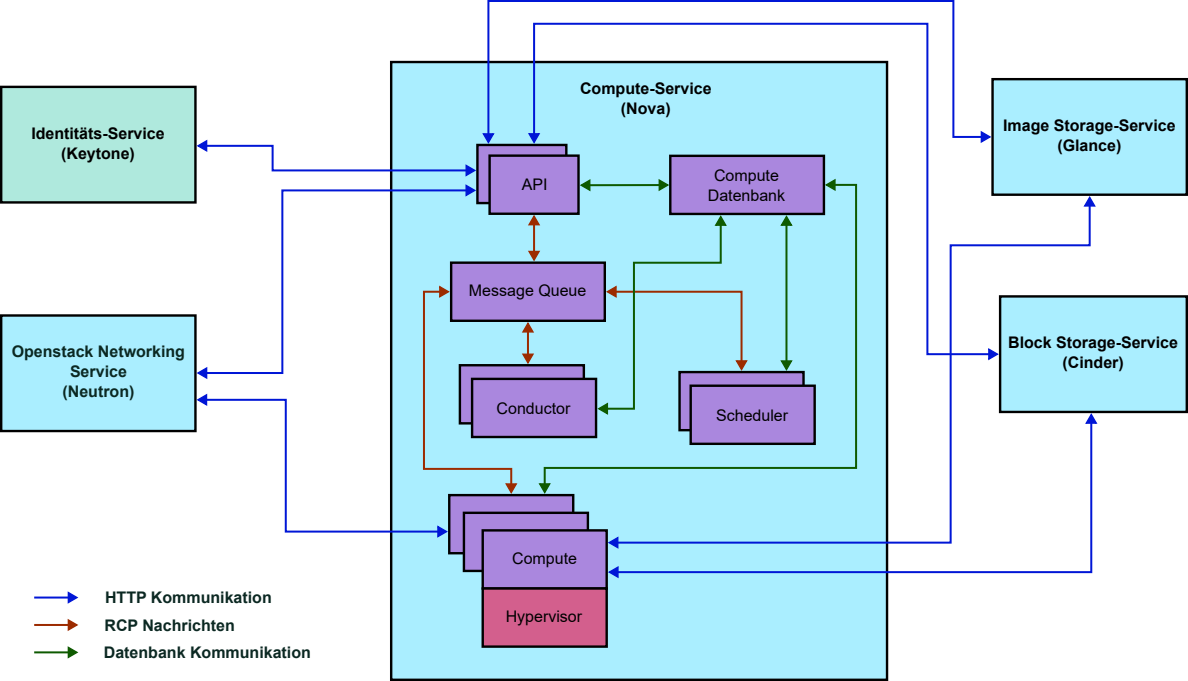 Compute-Service
(Nova)
Identitäts-Service
(Keytone)
Image Storage-Service
(Glance)
API
Compute
Datenbank
Message Queue
Openstack Networking
Service
(Neutron)
Block Storage-Service
(Cinder)
Conductor
Scheduler
Compute
Hypervisor
HTTP Kommunikation
RCP Nachrichten
Datenbank Kommunikation